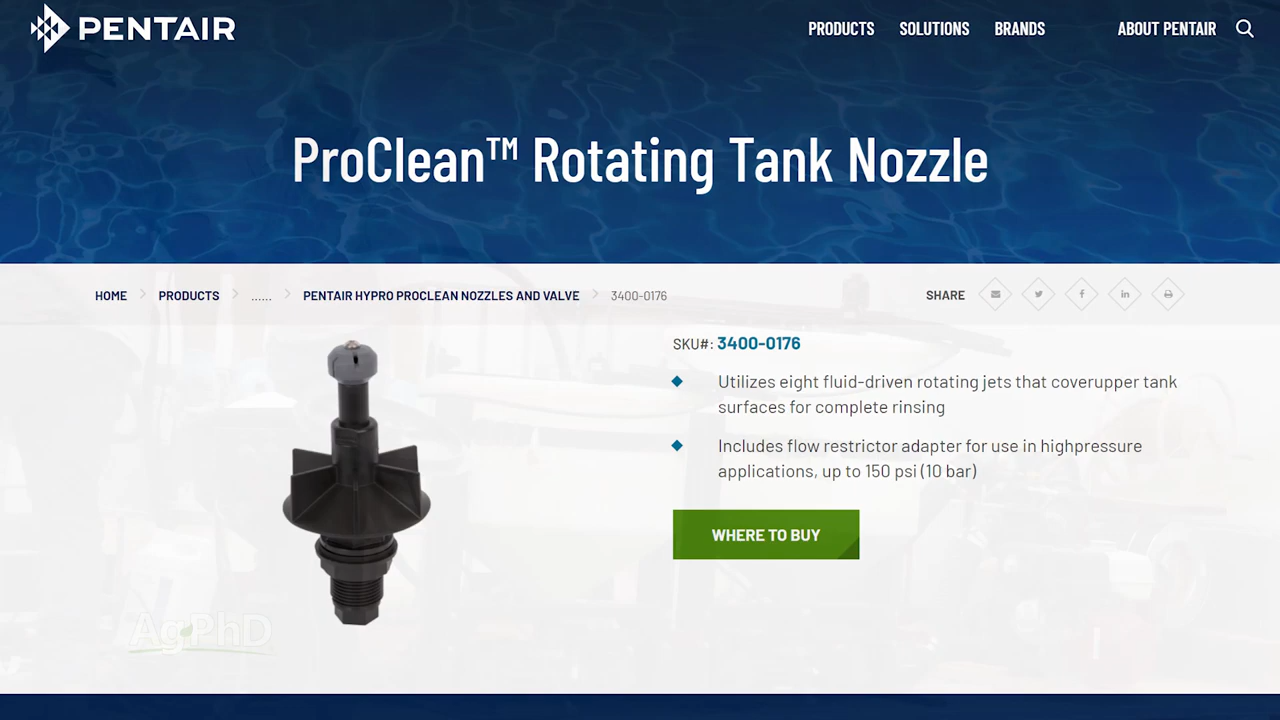 PENTAIR
PRODUCTS SOLUTIONS BRANDS ABOUT PENTAIR
ProClean™ Rotating Tank Nozzle
HOME PRODUCTS ...... PENTAIR HYPRO PROCLEAN NOZZLES AND VALVE 3400-0176
SHARE
SKU#: 3400-0176
Utilizes eight fluid-driven rotating jets that coverupper tank
surfaces for complete rinsing
Includes flow restrictor adapter for use in highpressure
applications, up to 150 psi (10 bar)
WHERE TO BUY
AgPhD